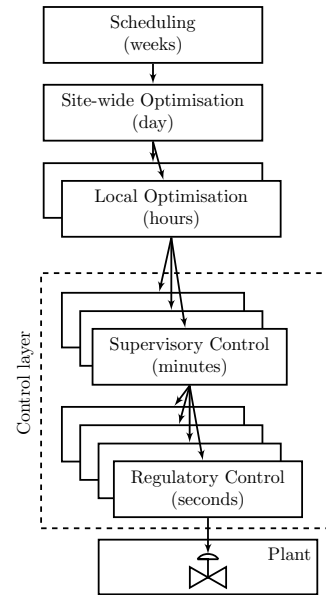 Scheduling
(weeks)
Site-wide Optimisation
(day)
Local Optimisation
(hours)
Control layer
Supervisory Control
(minutes)
Regulatory Control
(seconds)
Plant